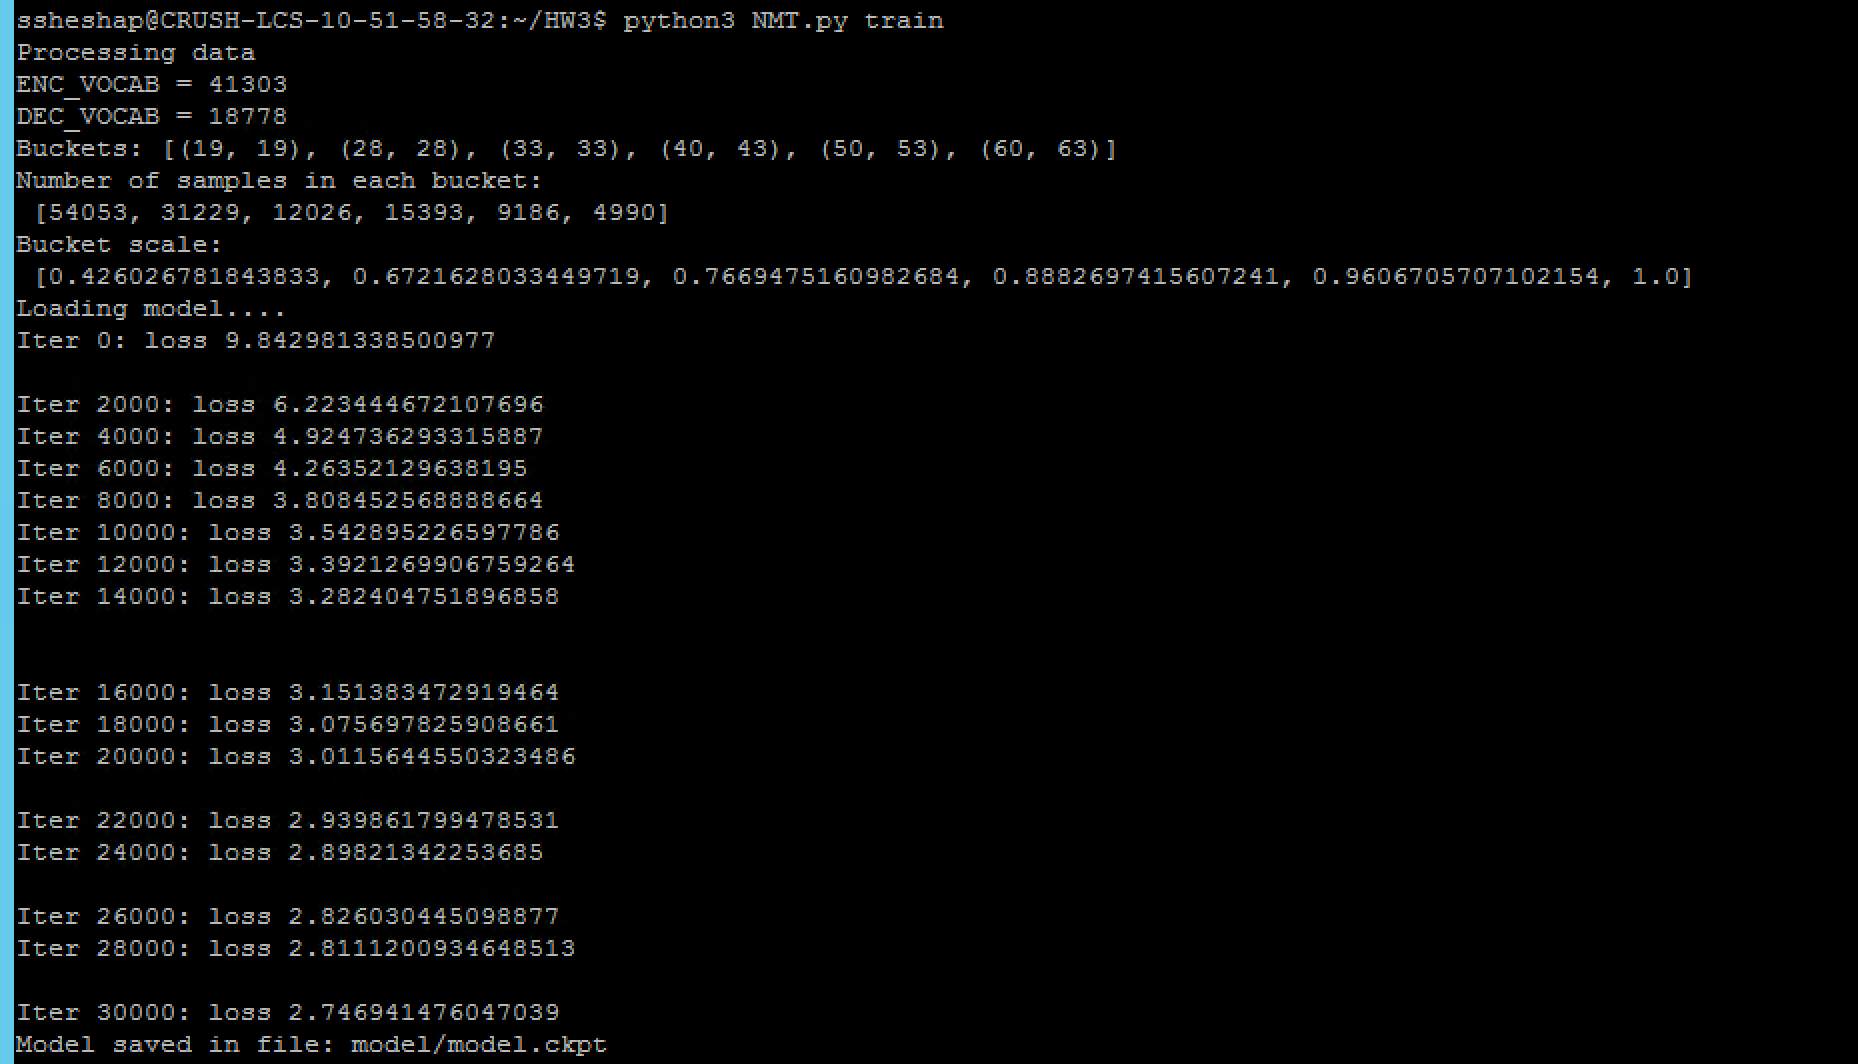 ssheshap@CRUSH-LCS-10-51-58-32:~/HW3$ python3 NMT.py train
Processing data
ENC_VOCAB = 41303
DEC_VOCAB = 18778
Buckets: [(19, 19), (28, 28), (33, 33), (40, 43), (50, 53), (60, 63)]
Number of samples in each bucket:
[54053, 31229, 12026, 15393, 9186, 4990]
Bucket scale:
[0.426026781843833, 0.6721628033449719, 0.7669475160982684, 0.8882697415607241, 0.9606705707102154, 1.0]
Loading model....
Iter 0: loss 9.842981338500977
Iter 2000: loss 6.223444672107696
Iter 4000: loss 4.924736293315887
Iter 6000: loss 4.26352129638195
Iter 8000: loss 3.808452568888664
Iter 10000: loss 3.542895226597786
Iter 12000: loss 3.3921269906759264
Iter 14000: loss 3.282404751896858
Iter 16000: loss 3.151383472919464
Iter 18000: loss 3.075697825908661
Iter 20000: loss 3.0115644550323486
Iter 22000: loss 2.939861799478531
Iter 24000: loss 2.89821342253685
Iter 26000: loss 2.826030445098877
Iter 28000: loss 2.8111200934648513
Iter 30000: loss 2.746941476047039
Model saved in file: model/model.ckpt